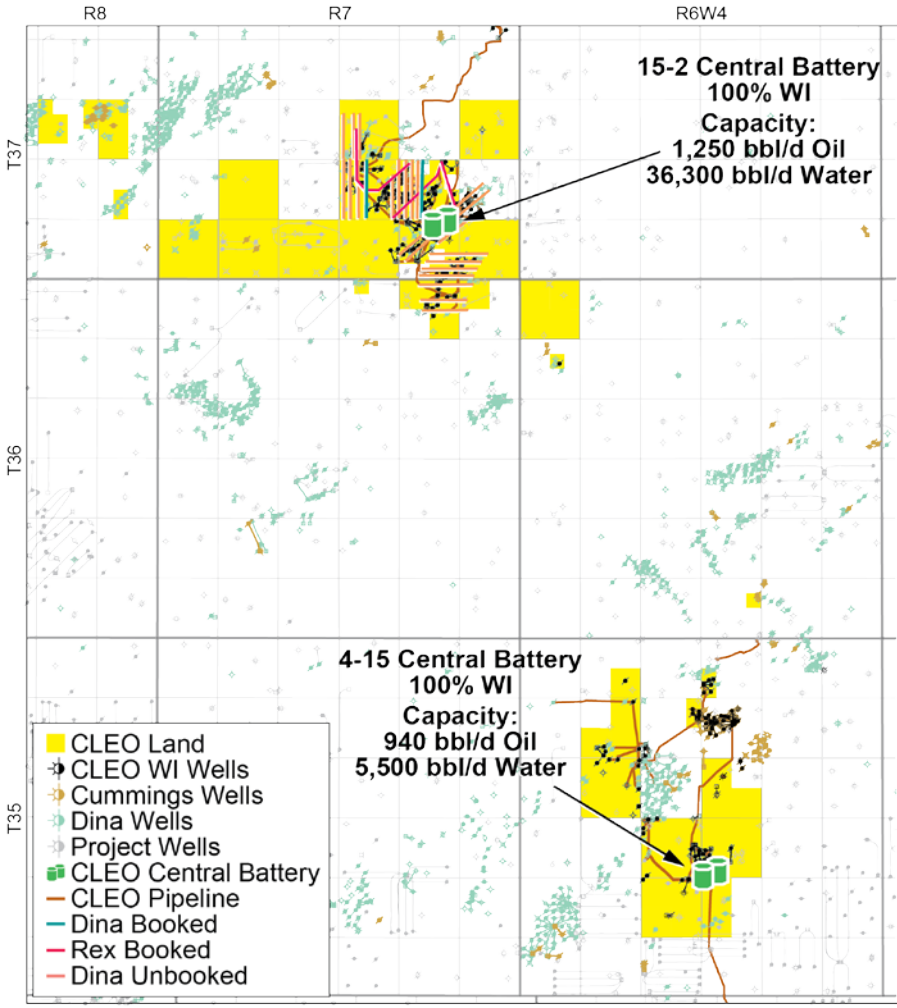 R8
R7
R6W4
T37
T36
T35
15-2 Central Battery
100% WI
Capacity:
1,250 bbl/d Oil
36,300 bbl/d Water
4-15 Central Battery
100% WI
Capacity:
940 bbl/d Oil
5,500 bbl/d Water
CLEO Land
CLEO WI Wells
Cummings Wells
Dina Wells
Project Wells
CLEO Central Battery
CLEO Pipeline
Dina Booked
Rex Booked
Dina Unbooked